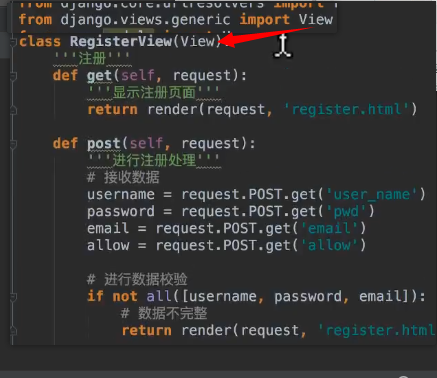 from django.core.urlresolvers import r
from django.views.generic import View
class RegisterView(View):
'''注册'''
def get(self, request):
'''显示注册页面'''
return render(request, 'register.html')
def post(self, request):
'''进行注册处理'''
# 接收数据
username = request.POST.get('user_name')
password = request.POST.get('pwd')
email = request.POST.get('email')
allow = request.POST.get('allow')
# 进行数据校验
if not all([username, password, email]):
# 数据不完整
return render(request, 'register.html